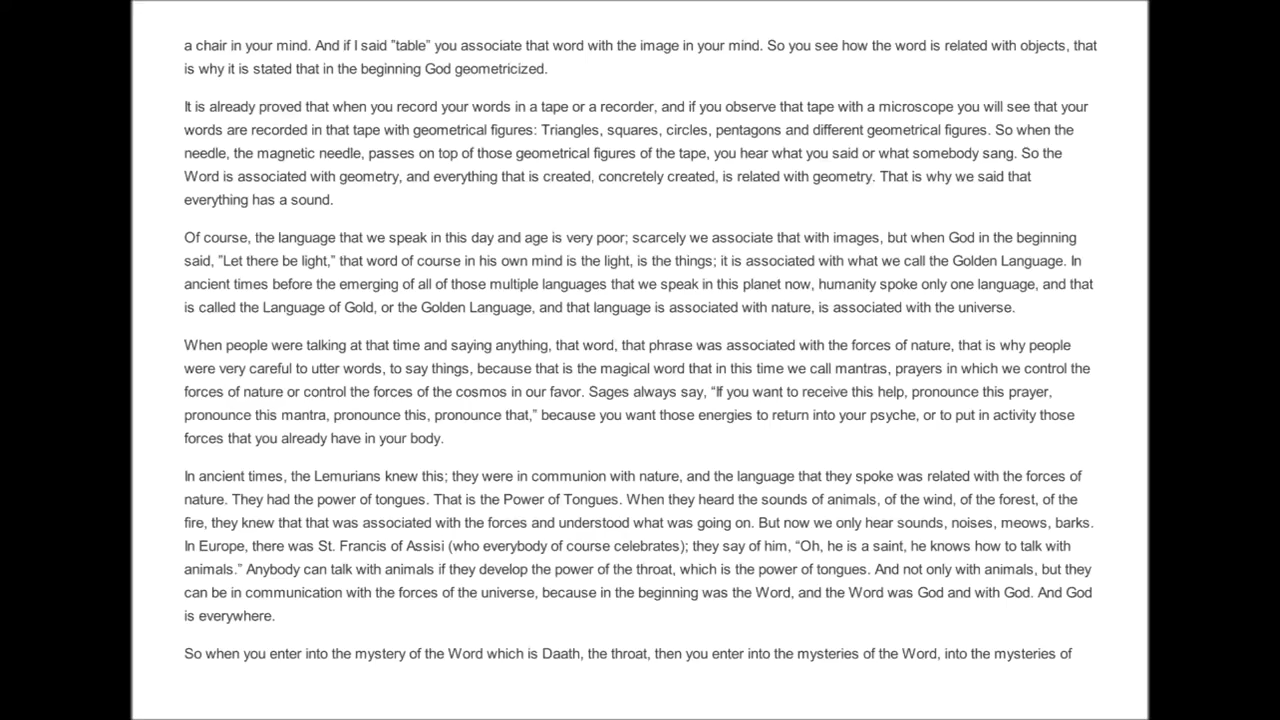 a chair in your mind. And if I said ”table” you associate that word with the image in your mind. So you see how the word is related with objects, that
is why it is stated that in the beginning God geometricized.
It is already proved that when you record your words in a tape or a recorder, and if you observe that tape with a microscope you will see that your
words are recorded in that tape with geometrical figures: Triangles, squares, circles, pentagons and different geometrical figures. So when the
needle, the magnetic needle, passes on top of those geometrical figures of the tape, you hear what you said or what somebody sang. So the
Word is associated with geometry, and everything that is created, concretely created, is related with geometry. That is why we said that
everything has a sound.
Of course, the language that we speak in this day and age is very poor; scarcely we associate that with images, but when God in the beginning
said, ”Let there be light,” that word of course in his own mind is the light, is the things; it is associated with what we call the Golden Language. In
ancient times before the emerging of all of those multiple languages that we speak in this planet now, humanity spoke only one language, and that
is called the Language of Gold, or the Golden Language, and that language is associated with nature, is associated with the universe.
When people were talking at that time and saying anything, that word, that phrase was associated with the forces of nature, that is why people
were very careful to utter words, to say things, because that is the magical word that in this time we call mantras, prayers in which we control the
forces of nature or control the forces of the cosmos in our favor. Sages always say, “If you want to receive this help, pronounce this prayer,
pronounce this mantra, pronounce this, pronounce that,” because you want those energies to return into your psyche, or to put in activity those
forces that you already have in your body.
In ancient times, the Lemurians knew this; they were in communion with nature, and the language that they spoke was related with the forces of
nature. They had the power of tongues. That is the Power of Tongues. When they heard the sounds of animals, of the wind, of the forest, of the
fire, they knew that that was associated with the forces and understood what was going on. But now we only hear sounds, noises, meows, barks.
In Europe, there was St. Francis of Assisi (who everybody of course celebrates); they say of him, “Oh, he is a saint, he knows how to talk with
animals.” Anybody can talk with animals if they develop the power of the throat, which is the power of tongues. And not only with animals, but they
can be in communication with the forces of the universe, because in the beginning was the Word, and the Word was God and with God. And God
is everywhere.
So when you enter into the mystery of the Word which is Daath, the throat, then you enter into the mysteries of the Word, into the mysteries of